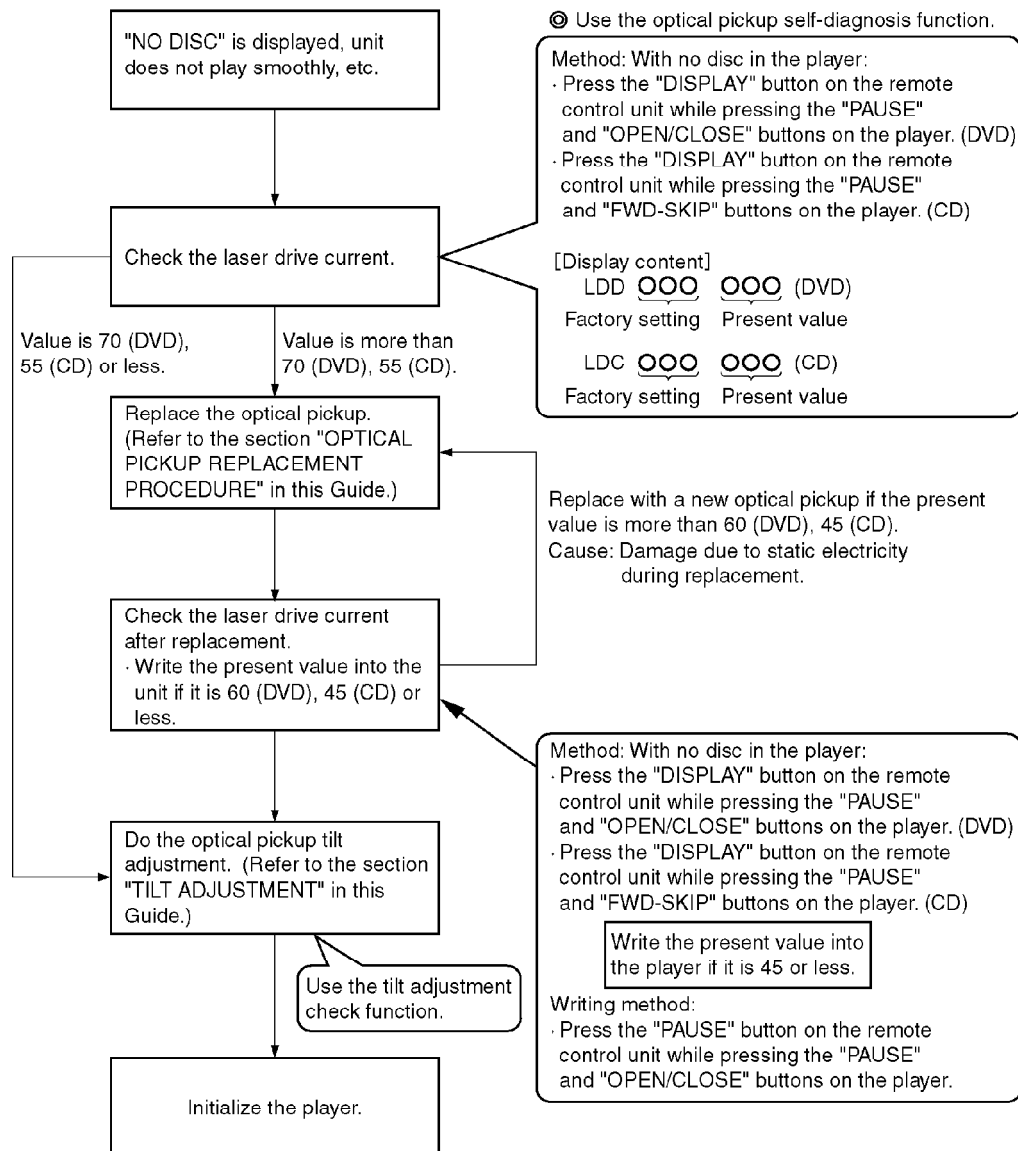 "NO DISC" is displayed, unit
does not play smoothly, etc.
◎ Use the optical pickup self-diagnosis function.
Method: With no disc in the player:
· Press the "DISPLAY" button on the remote
control unit while pressing the "PAUSE"
and "OPEN/CLOSE" buttons on the player. (DVD)
· Press the "DISPLAY" button on the remote
control unit while pressing the "PAUSE"
and "FWD-SKIP" buttons on the player. (CD)
[Display content]
LDD OOO OOO (DVD)
Factory setting Present value
LDC OOO OOO (CD)
Factory setting Present value
Check the laser drive current.
Value is 70 (DVD),
55 (CD) or less.
Value is more than
70 (DVD), 55 (CD).
Replace the optical pickup.
(Refer to the section "OPTICAL
PICKUP REPLACEMENT
PROCEDURE" in this Guide.)
Replace with a new optical pickup if the present
value is more than 60 (DVD), 45 (CD).
Cause: Damage due to static electricity
during replacement.
Check the laser drive current
after replacement.
· Write the present value into the
unit if it is 60 (DVD), 45 (CD) or
less.
Method: With no disc in the player:
· Press the "DISPLAY" button on the remote
control unit while pressing the "PAUSE"
and "OPEN/CLOSE" buttons on the player. (DVD)
· Press the "DISPLAY" button on the remote
control unit while pressing the "PAUSE"
and "FWD-SKIP" buttons on the player. (CD)
Write the present value into
the player if it is 45 or less.
Writing method:
· Press the "PAUSE" button on the remote
control unit while pressing the "PAUSE"
and "OPEN/CLOSE" buttons on the player.
Do the optical pickup tilt
adjustment. (Refer to the section
"TILT ADJUSTMENT" in this
Guide.)
Use the tilt adjustment
check function.
Initialize the player.